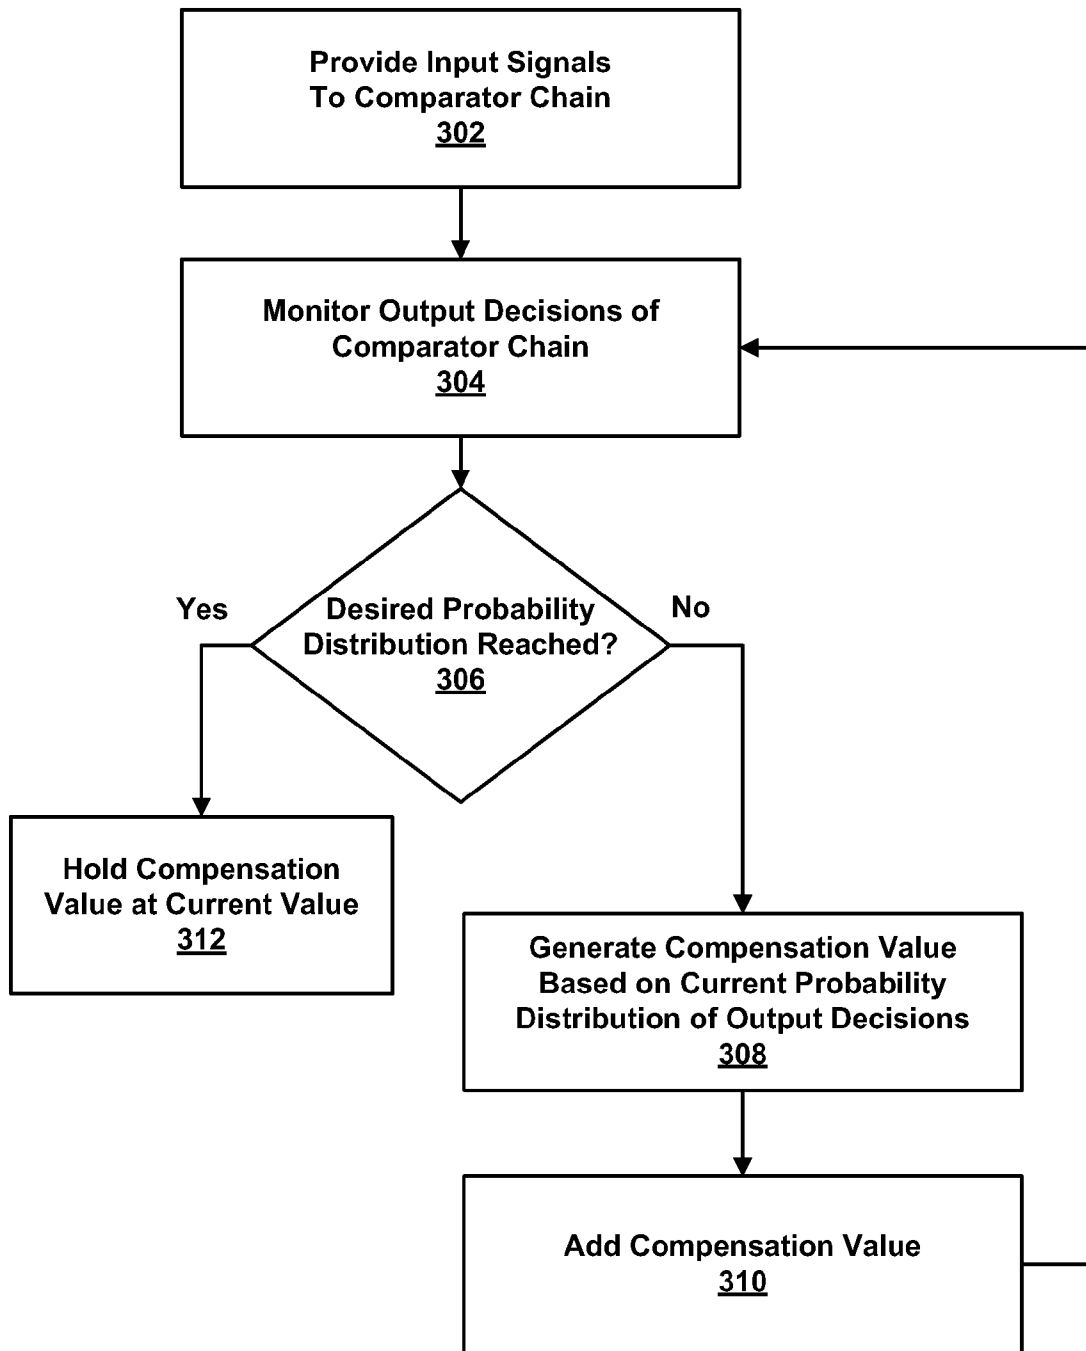 Provide Input Signals
To Comparator Chain
302
Monitor Output Decisions of
Comparator Chain
304
Yes
No
Desired Probability
Distribution Reached?
306
Hold Compensation
Value at Current Value
312
Generate Compensation Value
Based on Current Probability
Distribution of Output Decisions
308
Add Compensation Value
310